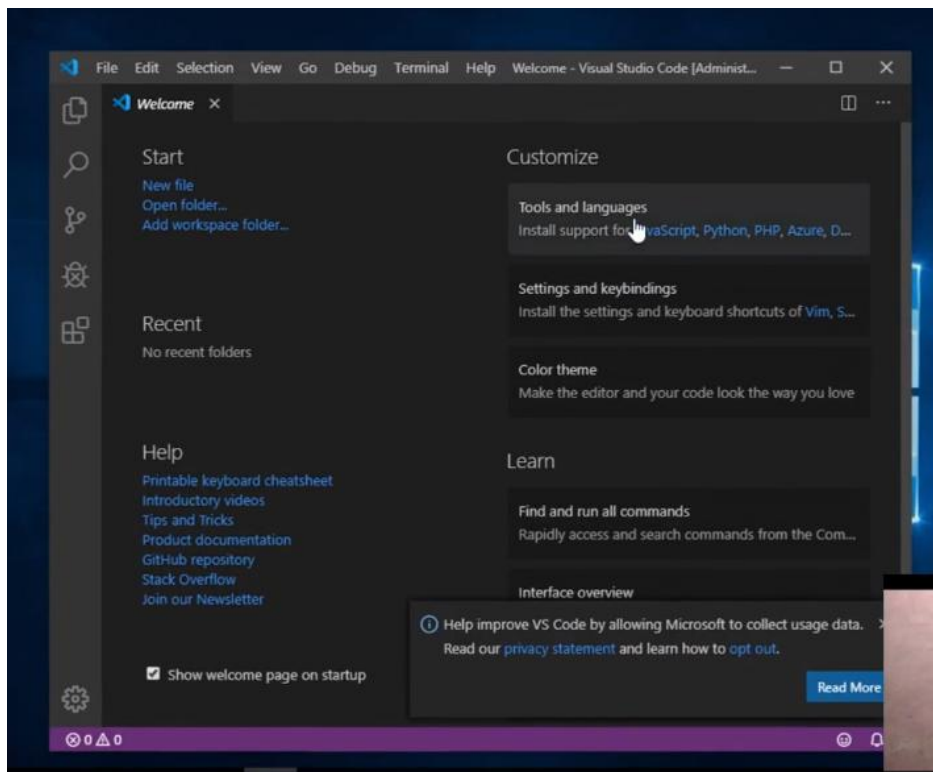 File Edit Selection View Go Debug Terminal Help Welcome - Visual Studio Code [Administ...
Welcome
Start
New file
Open folder...
Add workspace folder...
Recent
No recent folders
Help
Printable keyboard cheatsheet
Introductory videos
Tips and Tricks
Product documentation
GitHub repository
Stack Overflow
Join our Newsletter
Show welcome page on startup
Customize
Tools and languages
Install support for vaScript, Python, PHP, Azure, D...
Settings and keybindings
Install the settings and keyboard shortcuts of Vim, S...
Color theme
Make the editor and your code look the way you love
Learn
Find and run all commands
Rapidly access and search commands from the Com...
Interface overview
Help improve VS Code by allowing Microsoft to collect usage data.
Read our privacy statement and learn how to opt out.
Read More
0 0